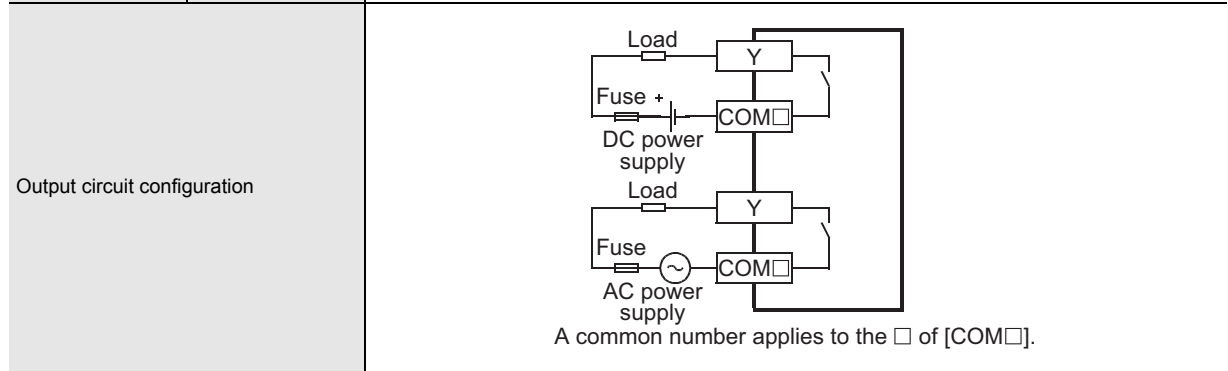 Output circuit configuration
Load
Y
Fuse +
COM□
DC power
supply
Load
Y
Fuse
COM□
AC power
supply
A common number applies to the □ of [COM□].